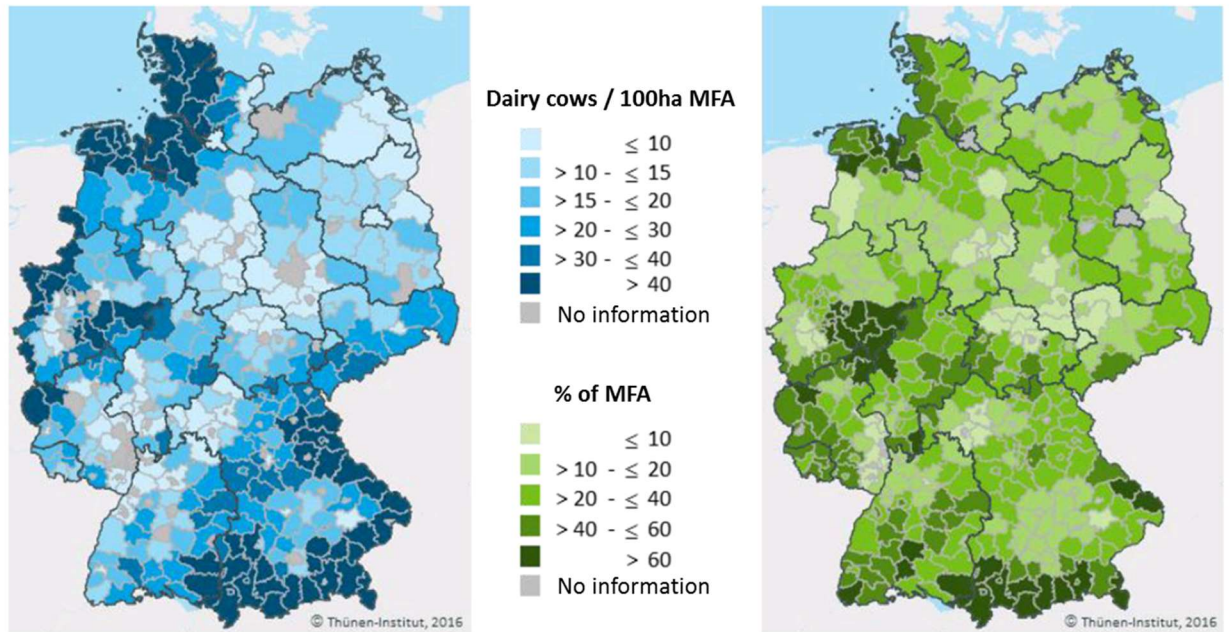 Dairy cows / 100ha MFA
≤ 10
> 10 - ≤ 15
> 15 - ≤ 20
> 20 - ≤ 30
> 30 - ≤ 40
> 40
No information
% of MFA
≤ 10
> 10 - ≤ 20
> 20 - ≤ 40
> 40 - ≤ 60
> 60
No information
© Thünen-Institut, 2016
© Thünen-Institut, 2016